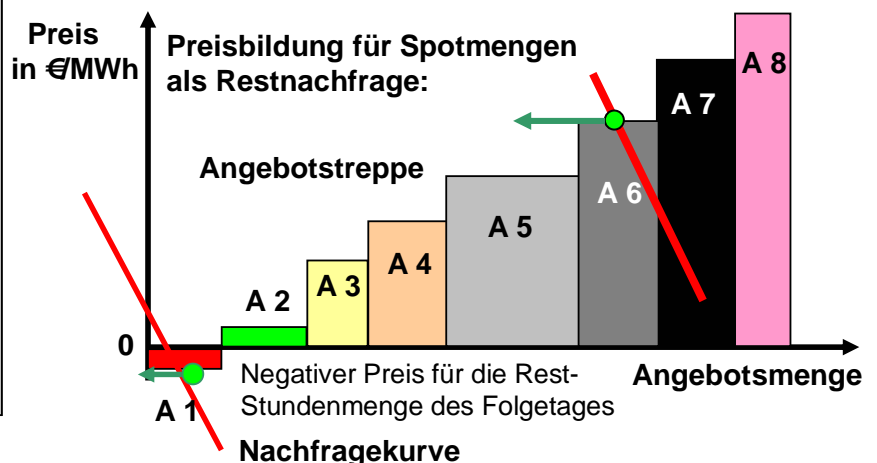 Preis
in €/MWh
Preisbildung für Spotmengen
als Restnachfrage:
Angebotstreppe
A 1
A 2
A 3
A 4
A 5
A 6
A 7
A 8
0
Negativer Preis für die Rest-
Stundenmenge des Folgetages
Angebotsmenge
Nachfragekurve